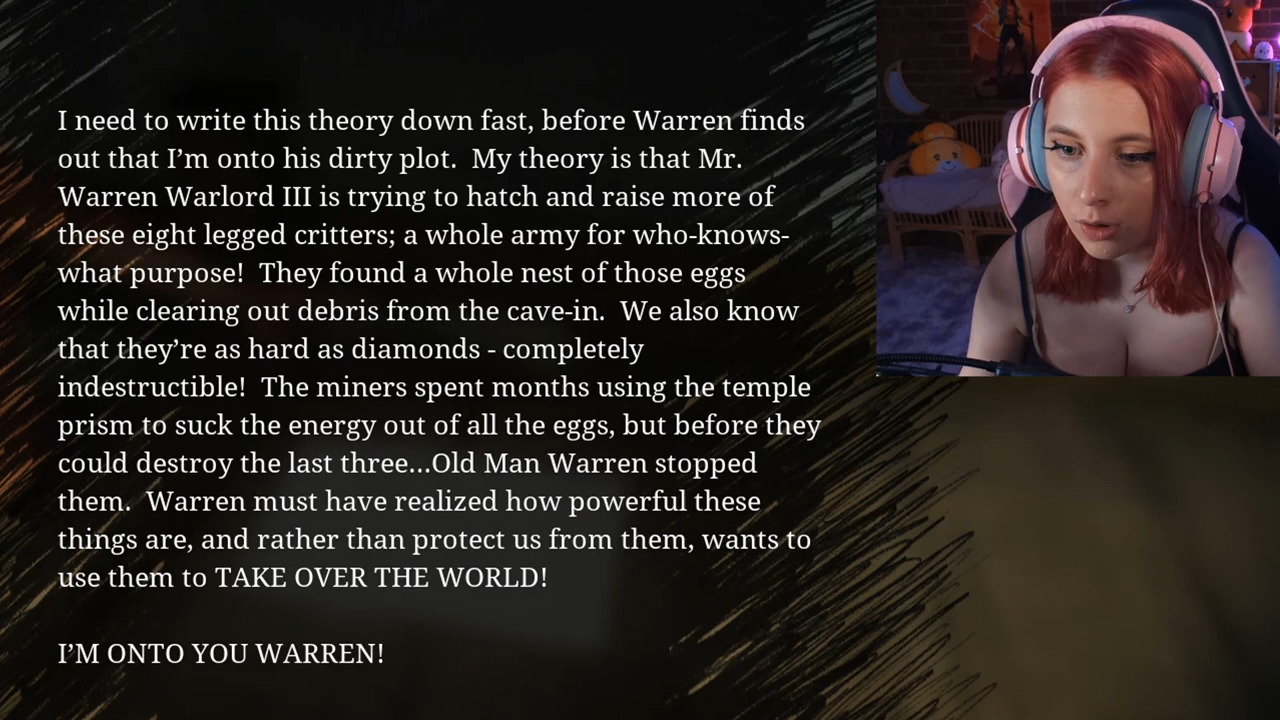 I need to write this theory down fast, before Warren finds
out that I’m onto his dirty plot.  My theory is that Mr.
Warren Warlord III is trying to hatch and raise more of
these eight legged critters; a whole army for who-knows-
what purpose!  They found a whole nest of those eggs
while clearing out debris from the cave-in.  We also know
that they’re as hard as diamonds - completely
indestructible!  The miners spent months using the temple
prism to suck the energy out of all the eggs, but before they
could destroy the last three...Old Man Warren stopped
them.  Warren must have realized how powerful these
things are, and rather than protect us from them, wants to
use them to TAKE OVER THE WORLD!
I’M ONTO YOU WARREN!